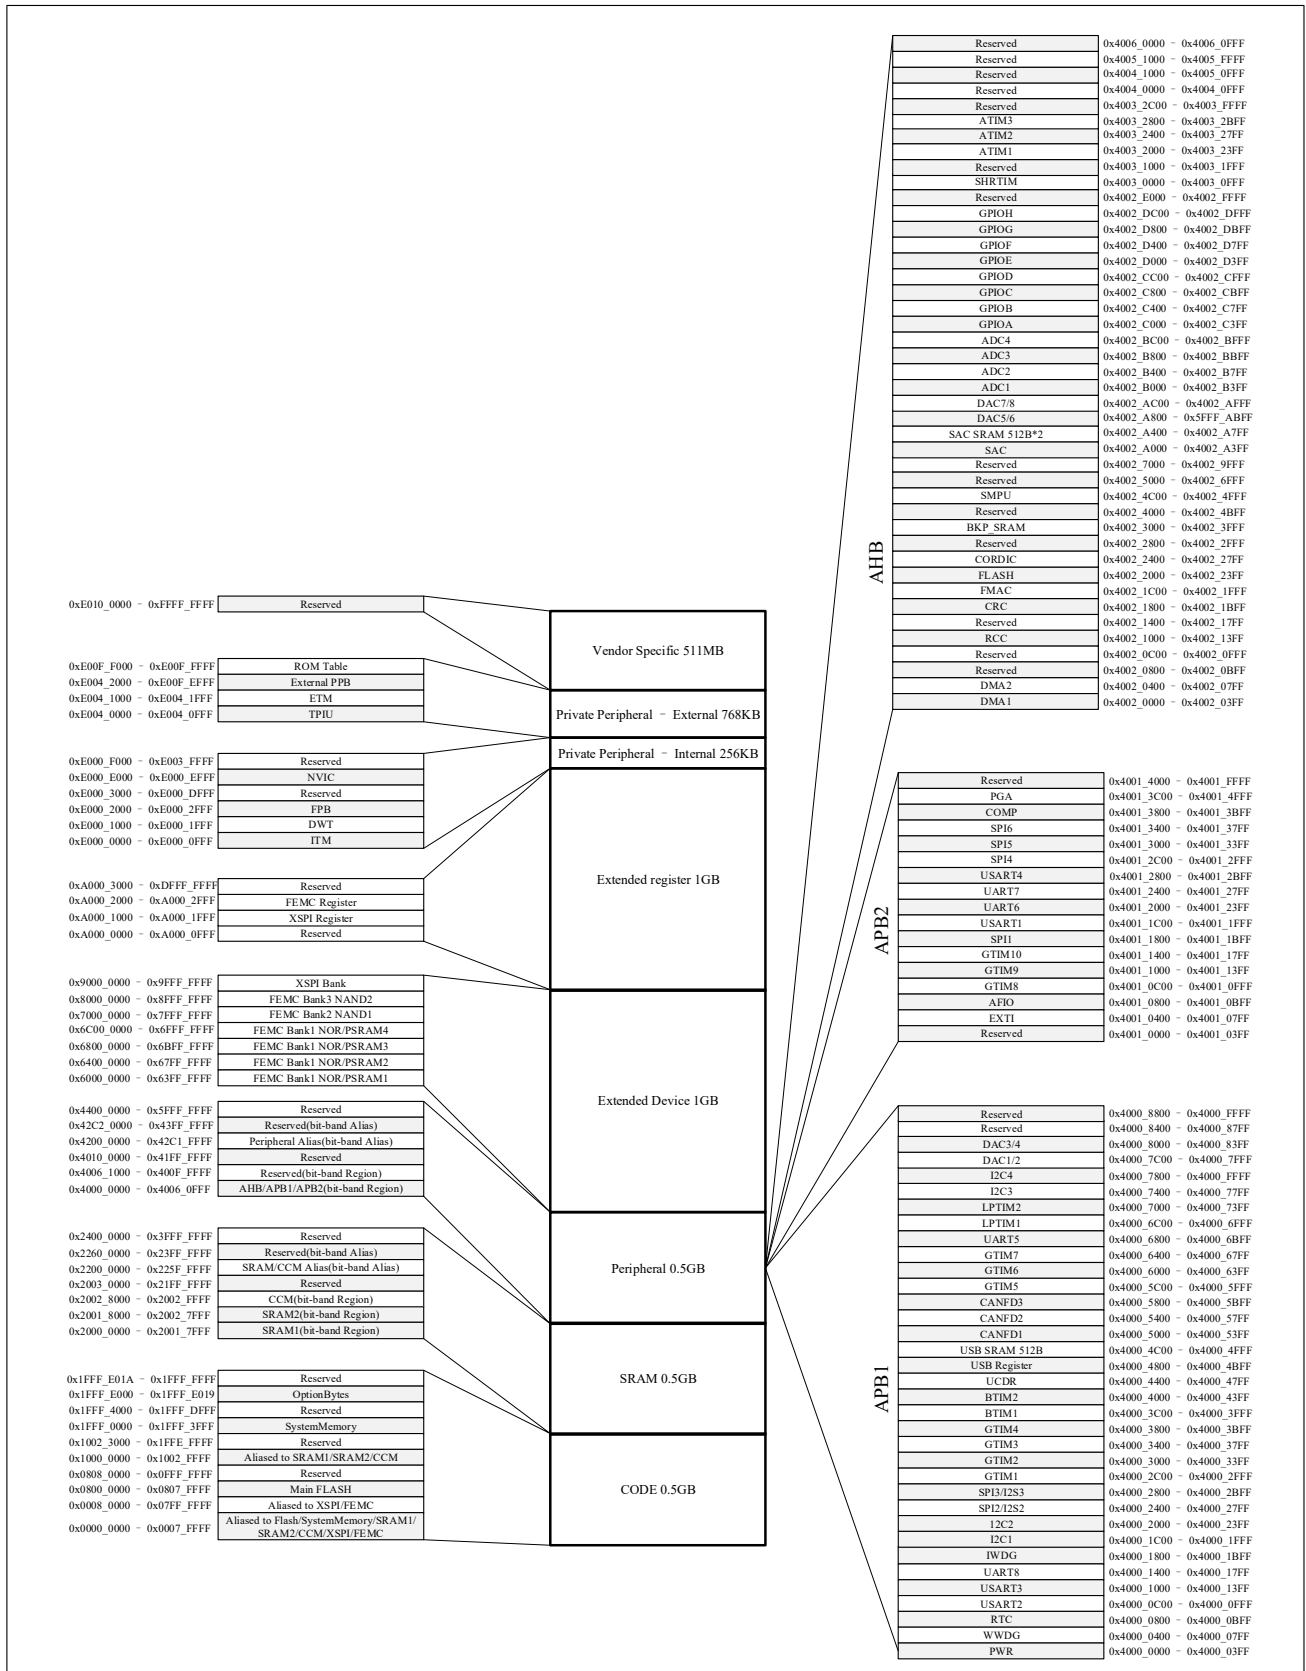 Reserved 0x4006_0000 - 0x4006_0FFF
Reserved 0x4005_1000 - 0x4005_FFFF
Reserved 0x4004_1000 - 0x4005_0FFF
Reserved 0x4004_0000 - 0x4004_0FFF
Reserved 0x4003_2C00 - 0x4003_FFFF
ATIM3 0x4003_2800 - 0x4003_2BFF
ATIM2 0x4003_2400 - 0x4003_27FF
ATIM1 0x4003_2000 - 0x4003_23FF
Reserved 0x4003_1000 - 0x4003_1FFF
SHRTIM 0x4003_0000 - 0x4003_0FFF
Reserved 0x4002_E000 - 0x4002_FFFF
GPIOH 0x4002_DC00 - 0x4002_DFFF
GPIOG 0x4002_D800 - 0x4002_DBFF
GPIOF 0x4002_D400 - 0x4002_D7FF
GPIOE 0x4002_D000 - 0x4002_D3FF
GPIOD 0x4002_CC00 - 0x4002_CFFF
GPIOC 0x4002_C800 - 0x4002_CBFF
GPIOB 0x4002_C400 - 0x4002_C7FF
GPIOA 0x4002_C000 - 0x4002_C3FF
ADC4 0x4002_BC00 - 0x4002_BFFF
ADC3 0x4002_B800 - 0x4002_BBFF
ADC2 0x4002_B400 - 0x4002_B7FF
ADC1 0x4002_B000 - 0x4002_B3FF
DAC7/8 0x4002_AC00 - 0x4002_AFFF
DAC5/6 0x4002_A800 - 0x5FFF_ABFF
SAC SRAM 512B*2 0x4002_A400 - 0x4002_A7FF
SAC 0x4002_A000 - 0x4002_A3FF
Reserved 0x4002_7000 - 0x4002_9FFF
Reserved 0x4002_5000 - 0x4002_6FFF
SMPU 0x4002_4C00 - 0x4002_4FFF
Reserved 0x4002_4000 - 0x4002_4BFF
BKP_SRAM 0x4002_3000 - 0x4002_3FFF
Reserved 0x4002_2800 - 0x4002_2FFF
CORDIC 0x4002_2400 - 0x4002_27FF
FLASH 0x4002_2000 - 0x4002_23FF
FMAC 0x4002_1C00 - 0x4002_1FFF
CRC 0x4002_1800 - 0x4002_1BFF
Reserved 0x4002_1400 - 0x4002_17FF
RCC 0x4002_1000 - 0x4002_13FF
Reserved 0x4002_0C00 - 0x4002_0FFF
Reserved 0x4002_0800 - 0x4002_0BFF
DMA2 0x4002_0400 - 0x4002_07FF
DMA1 0x4002_0000 - 0x4002_03FF
AHB
0xE010_0000 - 0xFFFF_FFFF Reserved
0xE00F_F000 - 0xE00F_FFFF ROM Table
0xE004_2000 - 0xE00F_EFFF External PPB
0xE004_1000 - 0xE004_1FFF ETM
0xE004_0000 - 0xE004_0FFF TPIU
0xE000_F000 - 0xE003_FFFF Reserved
0xE000_E000 - 0xE000_EFFF NVIC
0xE000_3000 - 0xE000_DFFF Reserved
0xE000_2000 - 0xE000_2FFF FPB
0xE000_1000 - 0xE000_1FFF DWT
0xE000_0000 - 0xE000_0FFF ITM
0xA000_3000 - 0xDFFF_FFFF Reserved
0xA000_2000 - 0xA000_2FFF FEMC Register
0xA000_1000 - 0xA000_1FFF XSPI Register
0xA000_0000 - 0xA000_0FFF Reserved
0x9000_0000 - 0x9FFF_FFFF XSPI Bank
0x8000_0000 - 0x8FFF_FFFF FEMC Bank3 NAND2
0x7000_0000 - 0x7FFF_FFFF FEMC Bank2 NAND1
0x6C00_0000 - 0x6FFF_FFFF FEMC Bank1 NOR/PSRAM4
0x6800_0000 - 0x6BFF_FFFF FEMC Bank1 NOR/PSRAM3
0x6400_0000 - 0x67FF_FFFF FEMC Bank1 NOR/PSRAM2
0x6000_0000 - 0x63FF_FFFF FEMC Bank1 NOR/PSRAM1
0x4400_0000 - 0x5FFF_FFFF Reserved
0x42C2_0000 - 0x43FF_FFFF Reserved(bit-band Alias)
0x4200_0000 - 0x42C1_FFFF Peripheral Alias(bit-band Alias)
0x4010_0000 - 0x41FF_FFFF Reserved
0x4006_1000 - 0x400F_FFFF Reserved(bit-band Region)
0x4000_0000 - 0x4006_0FFF AHB/APB1/APB2(bit-band Region)
0x2400_0000 - 0x3FFF_FFFF Reserved
0x2260_0000 - 0x23FF_FFFF Reserved(bit-band Alias)
0x2200_0000 - 0x225F_FFFF SRAM/CCM Alias(bit-band Alias)
0x2003_0000 - 0x21FF_FFFF Reserved
0x2002_8000 - 0x2002_FFFF CCM(bit-band Region)
0x2001_8000 - 0x2002_7FFF SRAM2(bit-band Region)
0x2000_0000 - 0x2001_7FFF SRAM1(bit-band Region)
0x1FFF_E01A - 0x1FFF_FFFF Reserved
0x1FFF_E000 - 0x1FFF_E019 OptionBytes
0x1FFF_4000 - 0x1FFF_DFFF Reserved
0x1FFF_0000 - 0x1FFF_3FFF SystemMemory
0x1002_3000 - 0x1FFE_FFFF Reserved
0x1000_0000 - 0x1002_FFFF Aliased to SRAM1/SRAM2/CCM
0x0808_0000 - 0x0FFF_FFFF Reserved
0x0800_0000 - 0x0807_FFFF Main FLASH
0x0008_0000 - 0x07FF_FFFF Aliased to XSPI/FEMC
0x0000_0000 - 0x0007_FFFF Aliased to Flash/SystemMemory/SRAM1/
SRAM2/CCM/XSPI/FEMC
Vendor Specific 511MB
Private Peripheral - External 768KB
Private Peripheral - Internal 256KB
Extended register 1GB
Extended Device 1GB
Peripheral 0.5GB
SRAM 0.5GB
CODE 0.5GB
Reserved 0x4001_4000 - 0x4001_FFFF
PGA 0x4001_3C00 - 0x4001_4FFF
COMP 0x4001_3800 - 0x4001_3BFF
SPI6 0x4001_3400 - 0x4001_37FF
SPI5 0x4001_3000 - 0x4001_33FF
SPI4 0x4001_2C00 - 0x4001_2FFF
USART4 0x4001_2800 - 0x4001_2BFF
UART7 0x4001_2400 - 0x4001_27FF
UART6 0x4001_2000 - 0x4001_23FF
USART1 0x4001_1C00 - 0x4001_1FFF
SPI1 0x4001_1800 - 0x4001_1BFF
GTIM10 0x4001_1400 - 0x4001_17FF
GTIM9 0x4001_1000 - 0x4001_13FF
GTIM8 0x4001_0C00 - 0x4001_0FFF
AFIO 0x4001_0800 - 0x4001_0BFF
EXTI 0x4001_0400 - 0x4001_07FF
Reserved 0x4001_0000 - 0x4001_03FF
APB2
Reserved 0x4000_8800 - 0x4000_FFFF
Reserved 0x4000_8400 - 0x4000_87FF
DAC3/4 0x4000_8000 - 0x4000_83FF
DAC1/2 0x4000_7C00 - 0x4000_7FFF
I2C4 0x4000_7800 - 0x4000_FFFF
I2C3 0x4000_7400 - 0x4000_77FF
LPTIM2 0x4000_7000 - 0x4000_73FF
LPTIM1 0x4000_6C00 - 0x4000_6FFF
UART5 0x4000_6800 - 0x4000_6BFF
GTIM7 0x4000_6400 - 0x4000_67FF
GTIM6 0x4000_6000 - 0x4000_63FF
GTIM5 0x4000_5C00 - 0x4000_5FFF
CANFD3 0x4000_5800 - 0x4000_5BFF
CANFD2 0x4000_5400 - 0x4000_57FF
CANFD1 0x4000_5000 - 0x4000_53FF
USB SRAM 512B 0x4000_4C00 - 0x4000_4FFF
USB Register 0x4000_4800 - 0x4000_4BFF
UCDR 0x4000_4400 - 0x4000_47FF
BTIM2 0x4000_4000 - 0x4000_43FF
BTIM1 0x4000_3C00 - 0x4000_3FFF
GTIM4 0x4000_3800 - 0x4000_3BFF
GTIM3 0x4000_3400 - 0x4000_37FF
GTIM2 0x4000_3000 - 0x4000_33FF
GTIM1 0x4000_2C00 - 0x4000_2FFF
SPI3/I2S3 0x4000_2800 - 0x4000_2BFF
SPI2/I2S2 0x4000_2400 - 0x4000_27FF
12C2 0x4000_2000 - 0x4000_23FF
I2C1 0x4000_1C00 - 0x4000_1FFF
IWDG 0x4000_1800 - 0x4000_1BFF
UART8 0x4000_1400 - 0x4000_17FF
USART3 0x4000_1000 - 0x4000_13FF
USART2 0x4000_0C00 - 0x4000_0FFF
RTC 0x4000_0800 - 0x4000_0BFF
WWDG 0x4000_0400 - 0x4000_07FF
PWR 0x4000_0000 - 0x4000_03FF
APB1